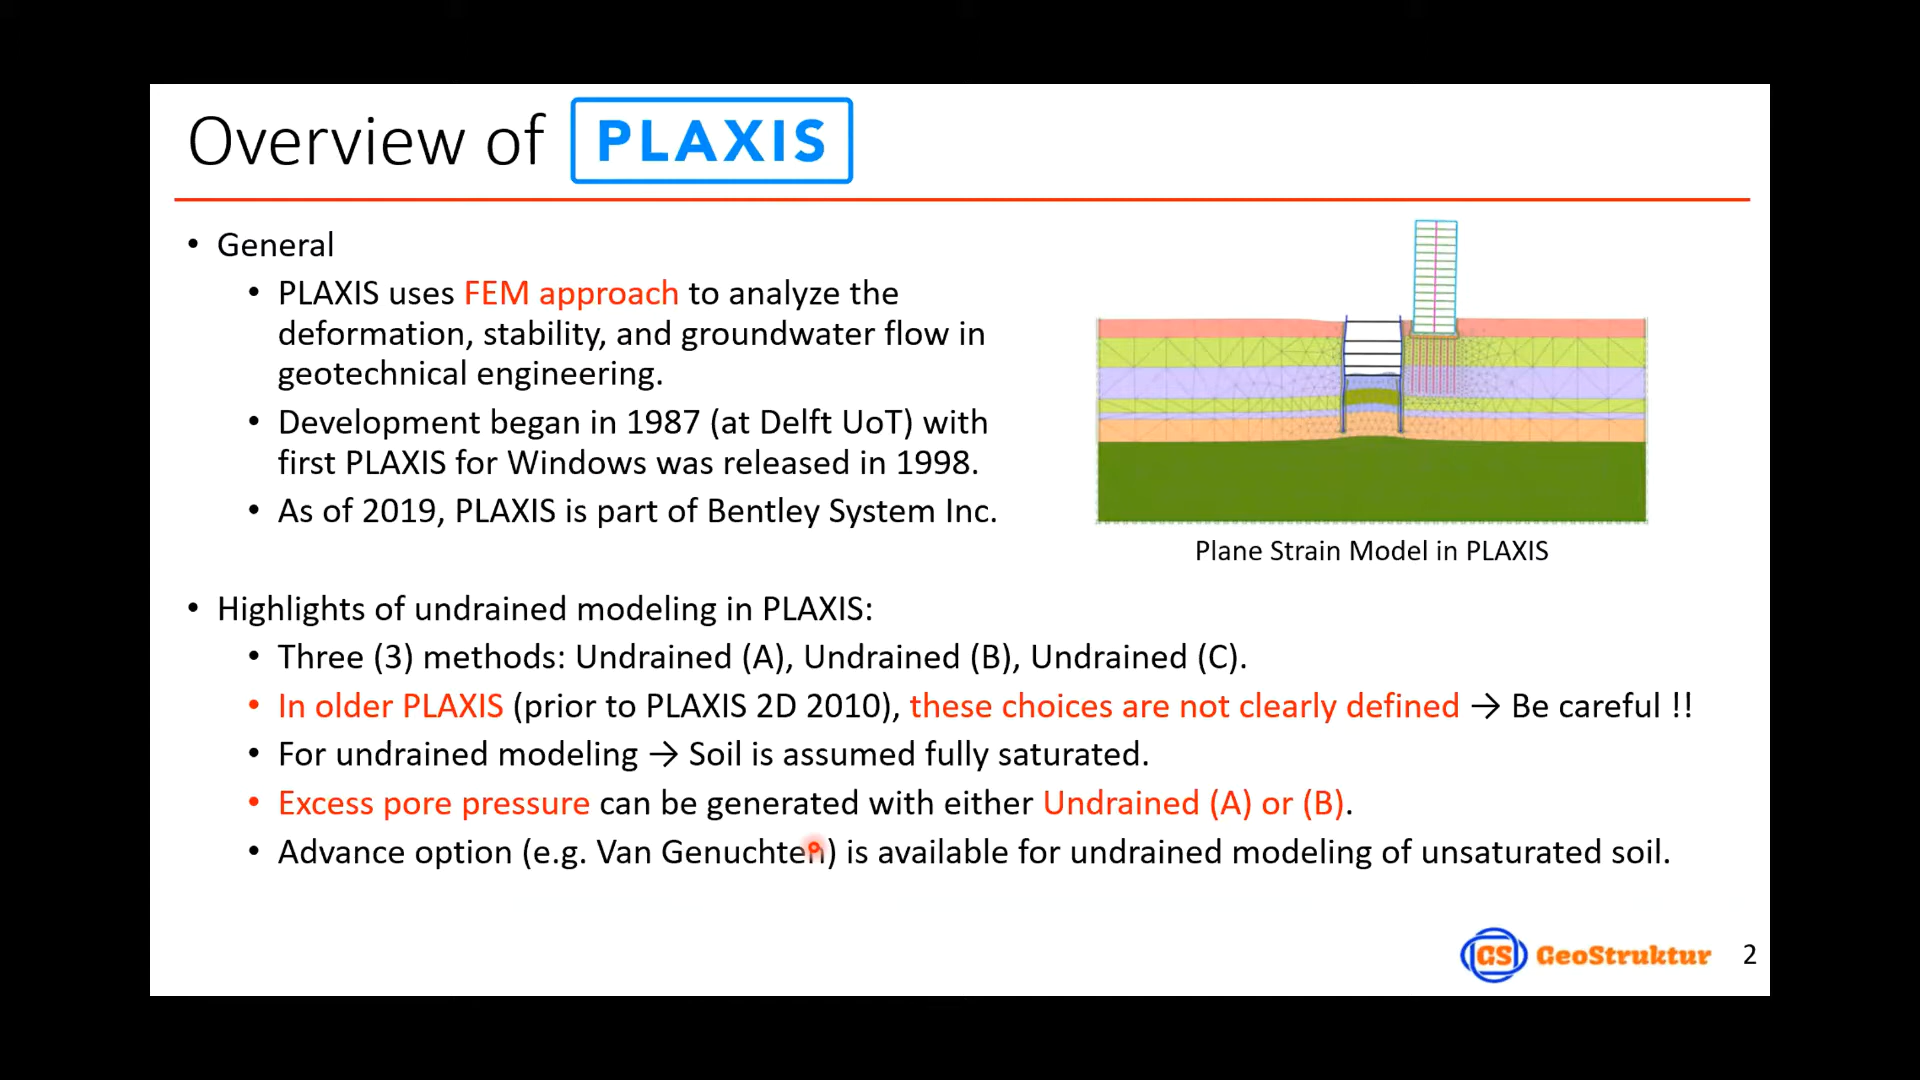 Overview of PLAXIS
• General
• PLAXIS uses FEM approach to analyze the
deformation, stability, and groundwater flow in
geotechnical engineering.
• Development began in 1987 (at Delft UoT) with
first PLAXIS for Windows was released in 1998.
• As of 2019, PLAXIS is part of Bentley System Inc.
Plane Strain Model in PLAXIS
• Highlights of undrained modeling in PLAXIS:
• Three (3) methods: Undrained (A), Undrained (B), Undrained (C).
• In older PLAXIS (prior to PLAXIS 2D 2010), these choices are not clearly defined → Be careful !!
• For undrained modeling → Soil is assumed fully saturated.
• Excess pore pressure can be generated with either Undrained (A) or (B).
• Advance option (e.g. Van Genuchten) is available for undrained modeling of unsaturated soil.
GS GeoStruktur 2